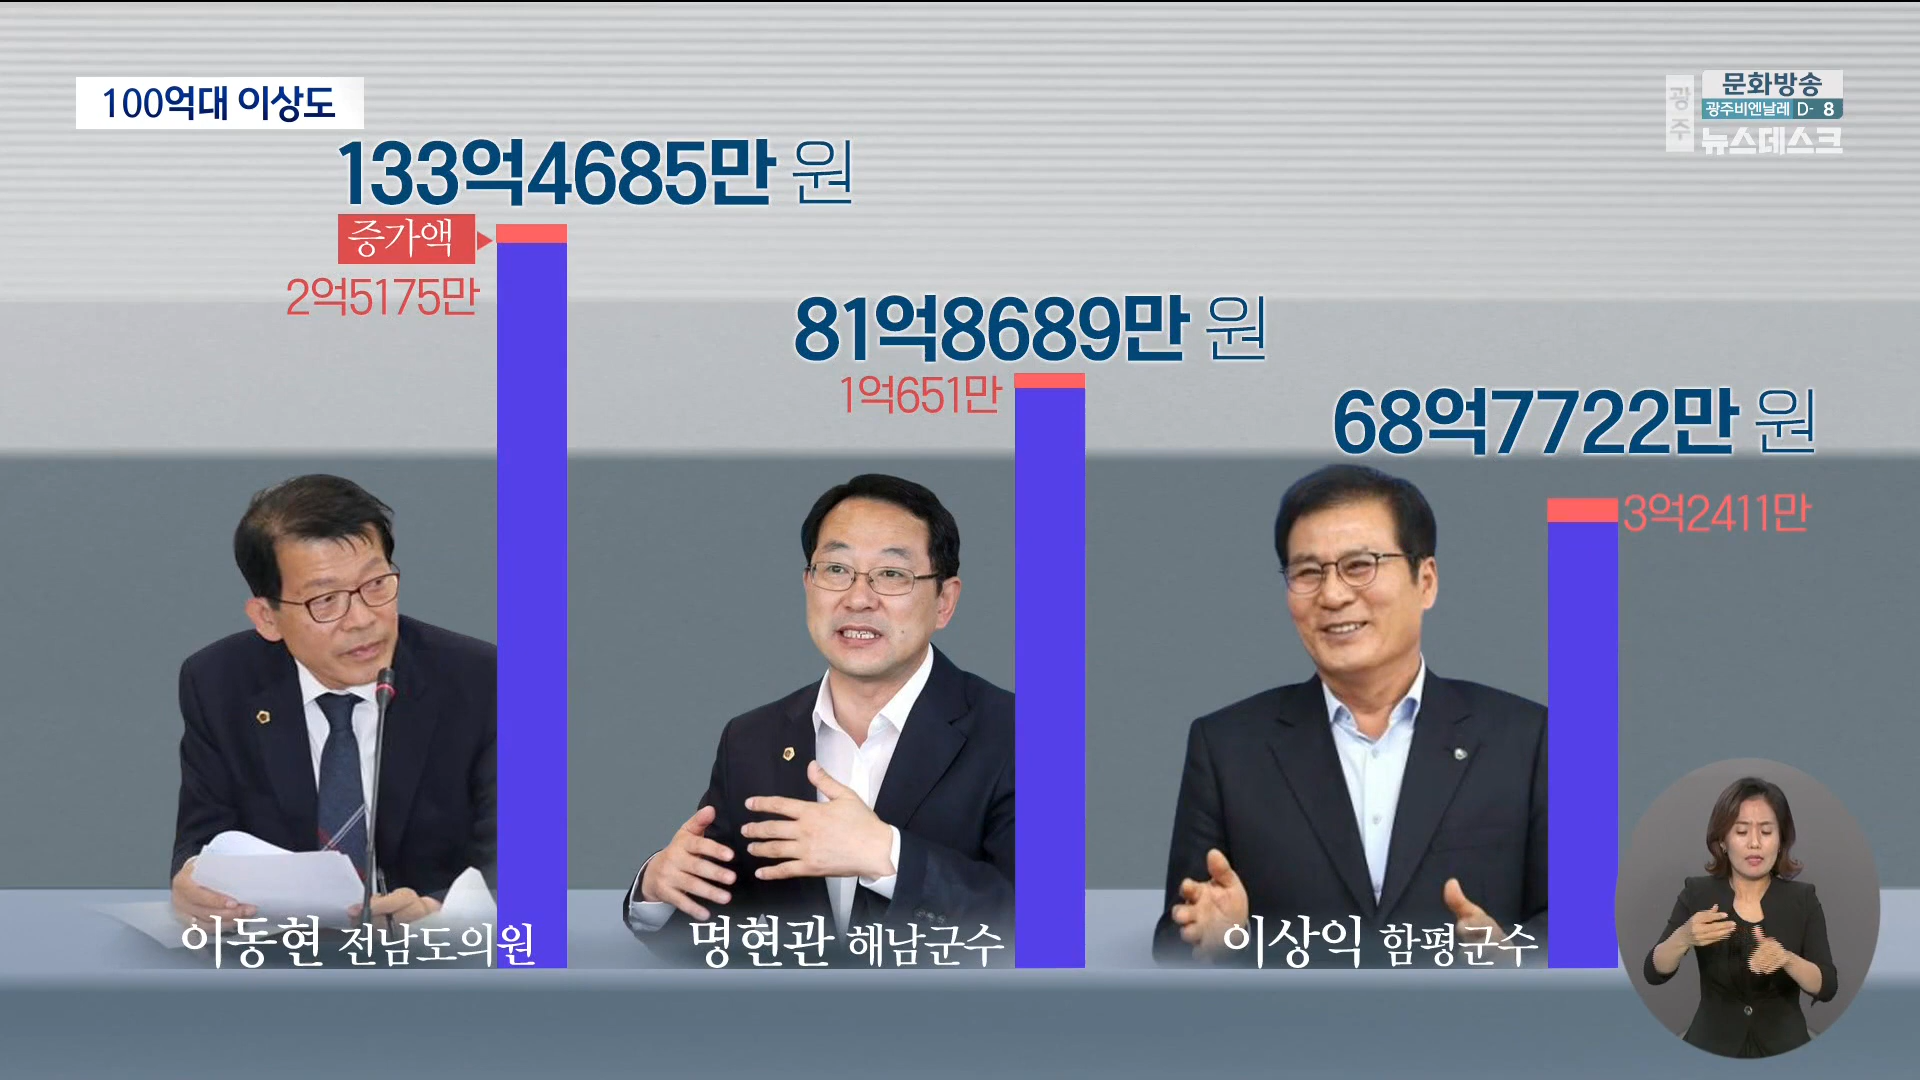 100억대 이상도
광주
문화방송
광주비엔날레 D- 8
뉴스데스크
133억4685만 원
증가액
2억5175만
81억8689만 원
1억651만
68억7722만 원
3억2411만
이동현 전남도의원
명현관 해남군수
이상익 함평군수